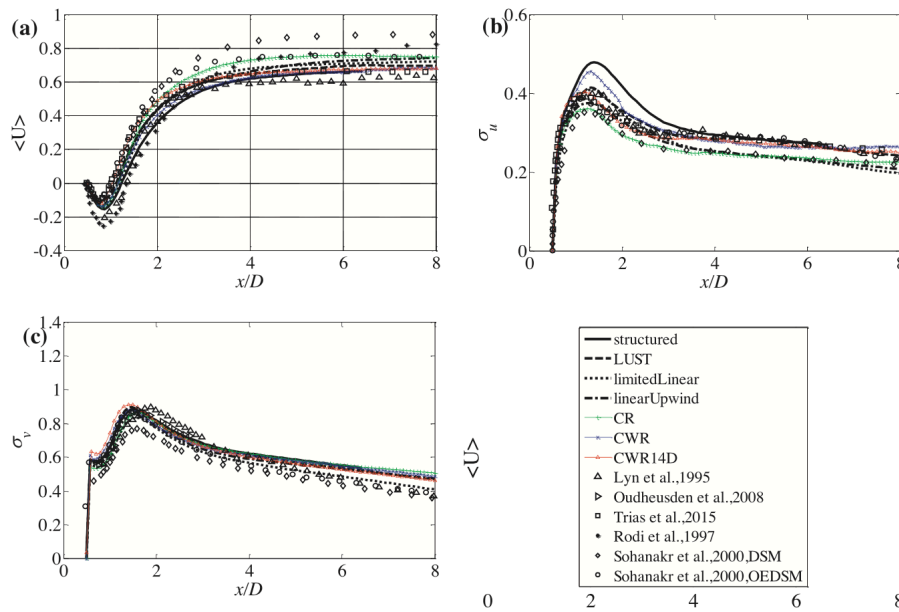 (a)
1
0.8
0.6
0.4
0.2
0
-0.2
-0.4
<U>
0 2 4 6 8
x/D
(b)
0.6
0.4
0.2
0
σu
0 2 4 6 8
x/D
(c)
1.4
1.2
1
0.8
0.6
0.4
0.2
0
σv
0 2 4 6 8
x/D
<U>
structured
LUST
limitedLinear
linearUpwind
CR
CWR
CWR14D
Lyn et al.,1995
Oudheusden et al.,2008
Trias et al.,2015
Rodi et al.,1997
Sohanakr et al.,2000,DSM
Sohanakr et al.,2000,OEDSM
0 2 4 6 8